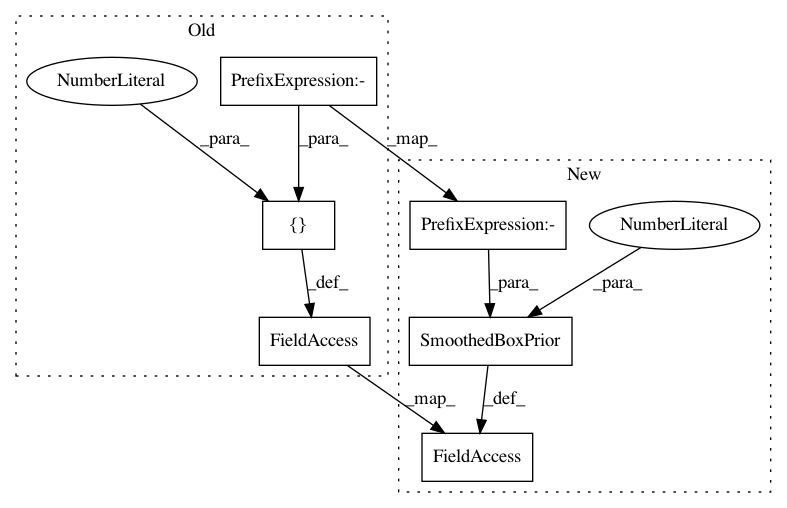 Old
NumberLiteral
PrefixExpression:-
_para_
_para_
_map_
New
{}
PrefixExpression:-
NumberLiteral
_def_
_para_
_para_
FieldAccess
SmoothedBoxPrior
_map_
_def_
FieldAccess